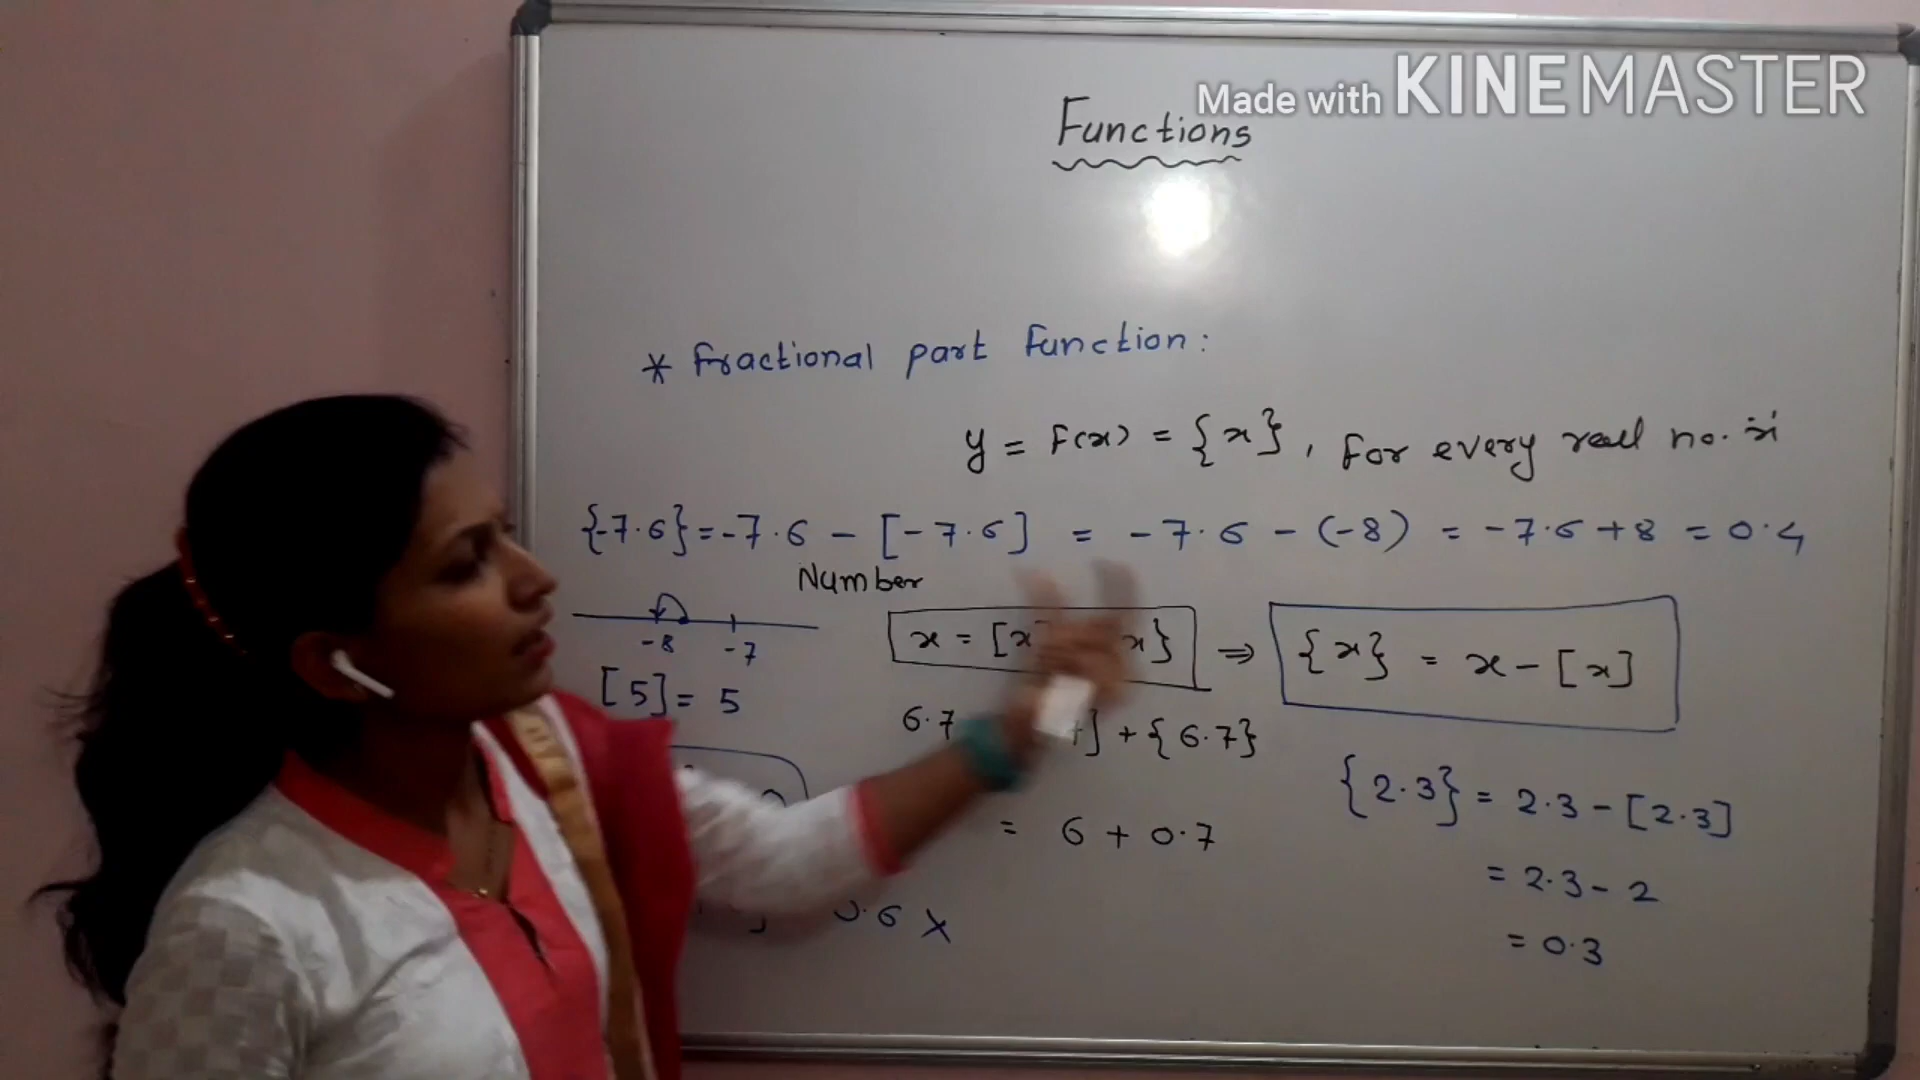 Made with KINEMASTER
Functions
* Fractional part Function:
y = F(x) = {x}, For every real no. 'x'
{-7.6} = -7.6 - [-7.6] = -7.6 - (-8) = -7.6 + 8 = 0.4
Number
-8 -7
x = [x x} ⇒ {x} = x - [x]
[5] = 5
6.7 ] + {6.7}
= 6 + 0.7
{2.3} = 2.3 - [2.3]
= 2.3 - 2
= 0.3
.6 X